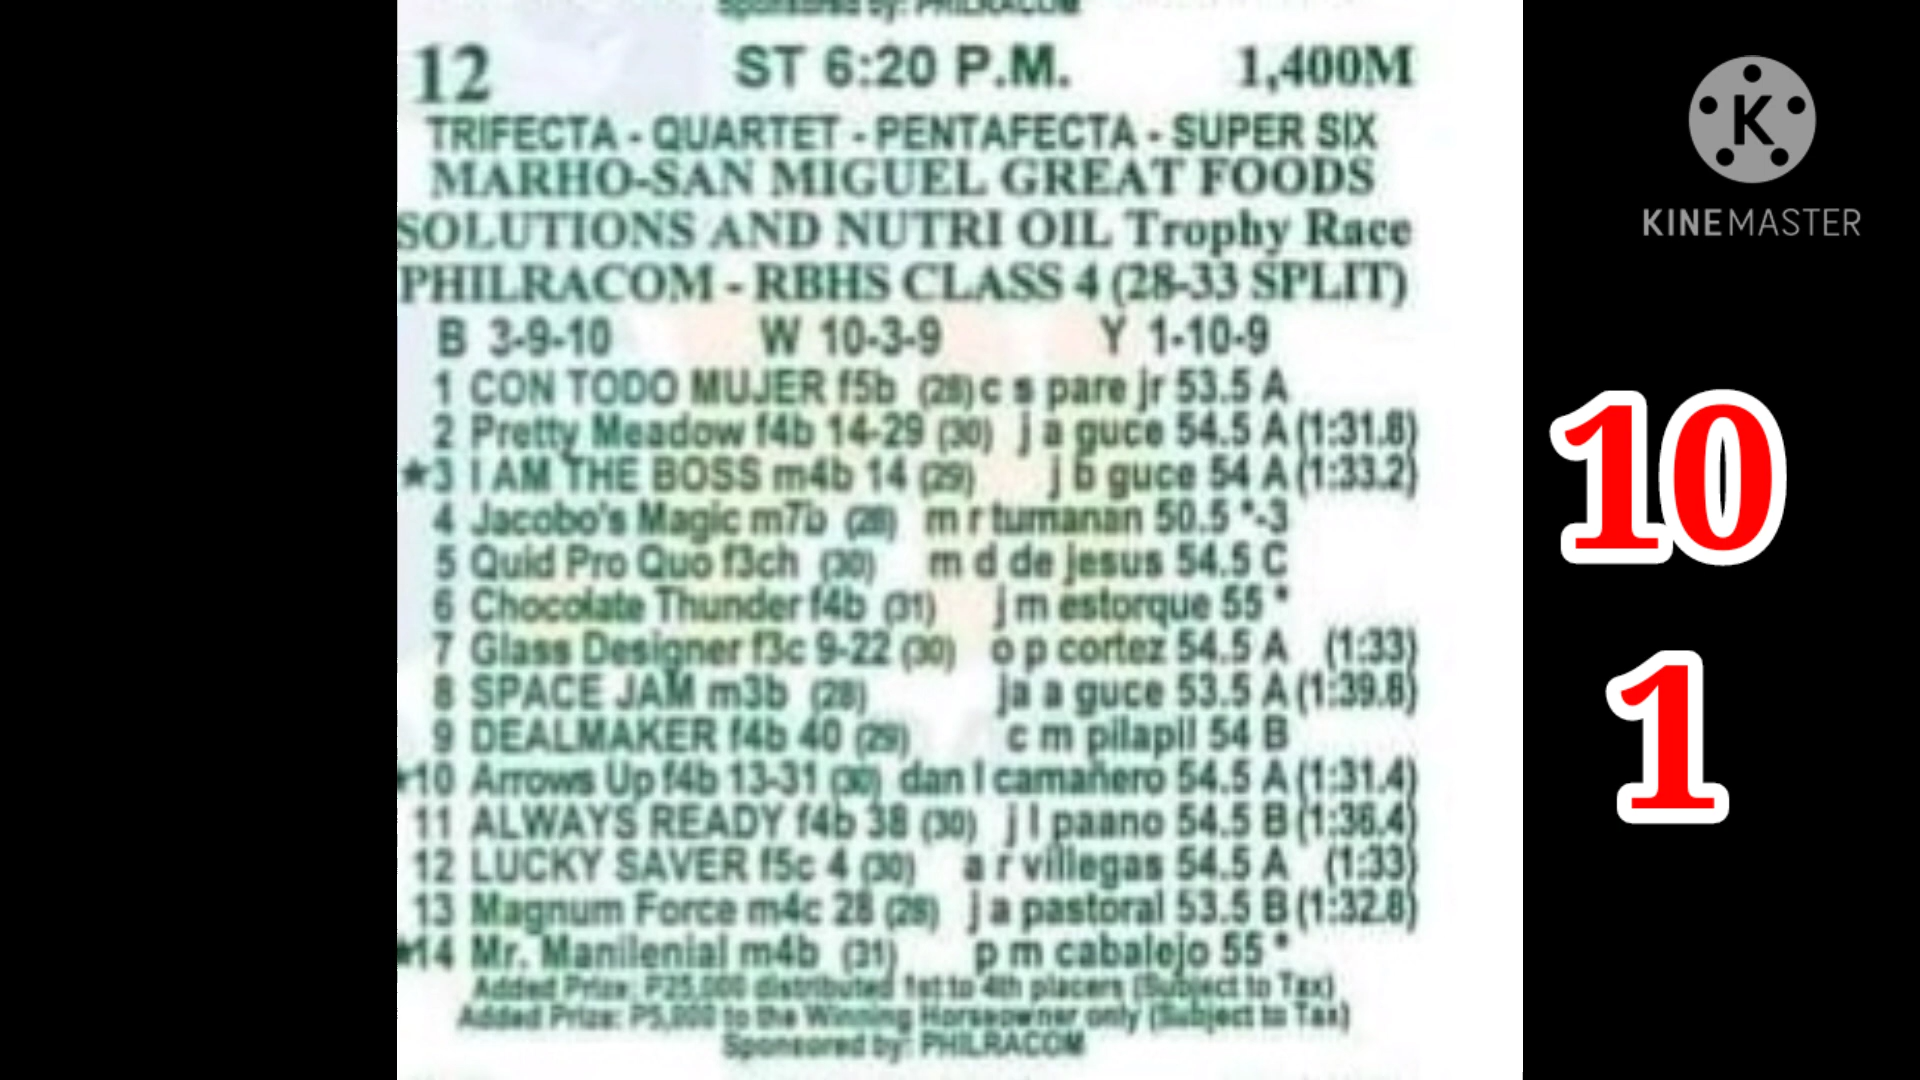 Sponsored by: PHILRACOM
12 ST 6:20 P.M. 1,400M
TRIFECTA - QUARTET - PENTAFECTA - SUPER SIX
MARHO-SAN MIGUEL GREAT FOODS
SOLUTIONS AND NUTRI OIL Trophy Race
PHILRACOM - RBHS CLASS 4 (28-33 SPLIT)
B 3-9-10 W 10-3-9 Y 1-10-9
1 CON TODO MUJER f5b (28) c s pare jr 53.5 A
2 Pretty Meadow f4b 14-29 (30) j a guce 54.5 A (1:31.8)
★3 I AM THE BOSS m4b 14 (29) j b guce 54 A (1:33.2)
4 Jacobo's Magic m7b (28) m r tumanan 50.5 *-3
5 Quid Pro Quo f3ch (30) m d de jesus 54.5 C
6 Chocolate Thunder f4b (31) j m estorque 55 *
7 Glass Designer f3c 9-22 (30) o p cortez 54.5 A (1:33)
8 SPACE JAM m3b (28) ja a guce 53.5 A (1:39.8)
9 DEALMAKER f4b 40 (29) c m pilapil 54 B
★10 Arrows Up f4b 13-31 (30) dan l camañero 54.5 A (1:31.4)
11 ALWAYS READY f4b 38 (30) j l paano 54.5 B (1:36.4)
12 LUCKY SAVER f5c 4 (30) a r villegas 54.5 A (1:33)
13 Magnum Force m4c 28 (28) j a pastoral 53.5 B (1:32.8)
★14 Mr. Manilenial m4b (31) p m cabalejo 55 *
Added Prize: P25,000 distributed 1st to 4th placers (Subject to Tax)
Added Prize: P5,000 to the Winning Horseowner only (Subject to Tax)
Sponsored by: PHILRACOM
K
KINEMASTER
10
1